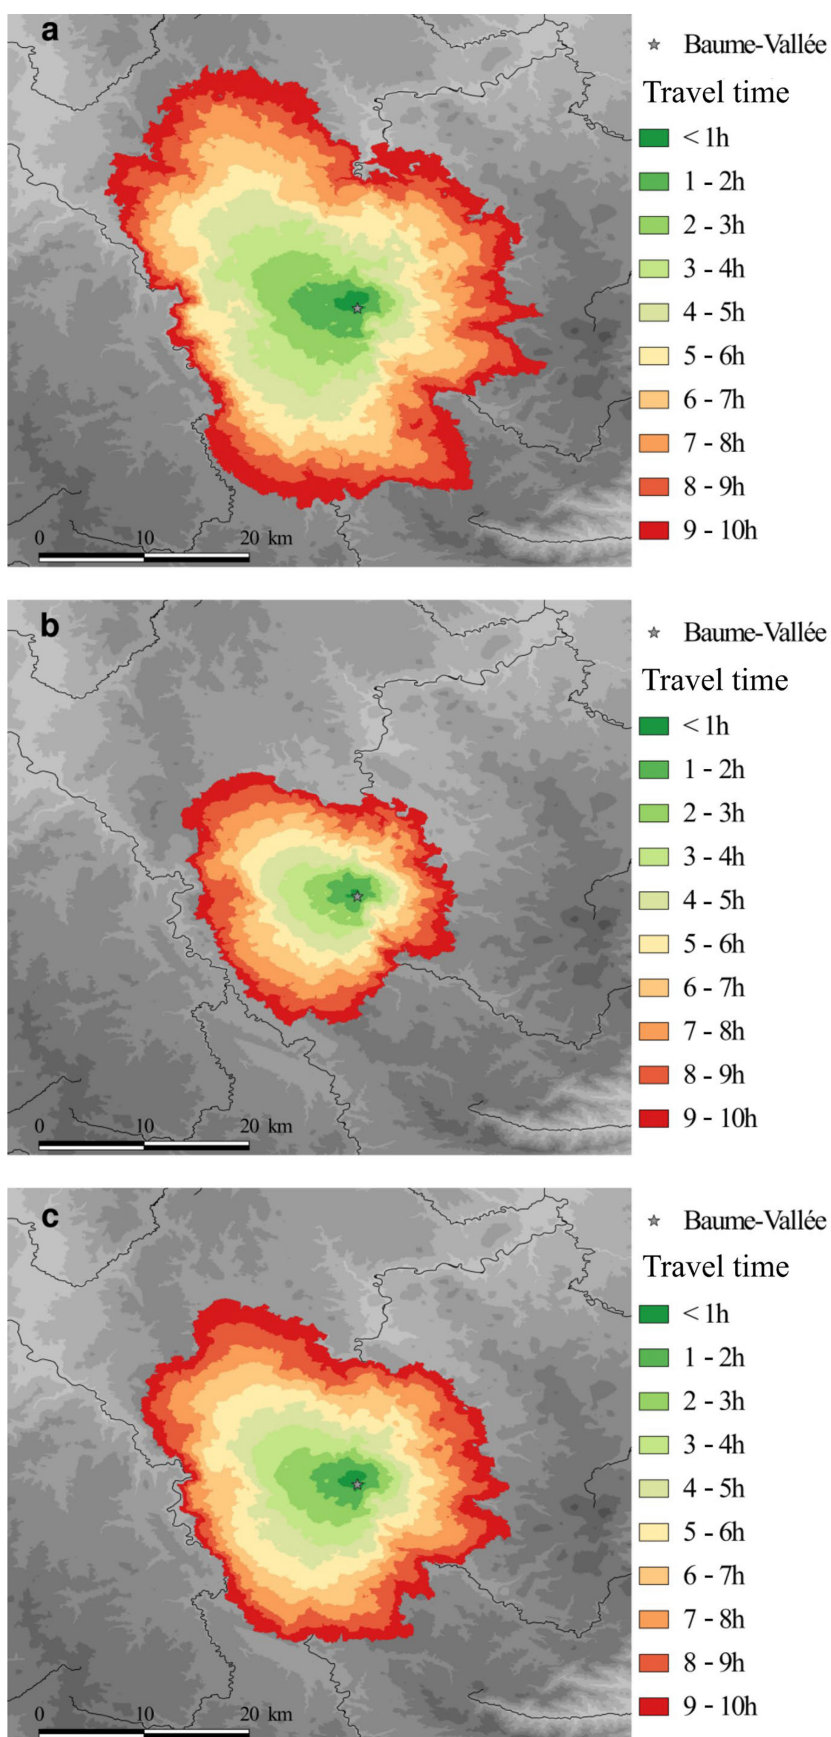 a
Baume-Vallée
Travel time
< 1h
1 - 2h
2 - 3h
3 - 4h
4 - 5h
5 - 6h
6 - 7h
7 - 8h
8 - 9h
9 - 10h
0 10 20 km
b
Baume-Vallée
Travel time
< 1h
1 - 2h
2 - 3h
3 - 4h
4 - 5h
5 - 6h
6 - 7h
7 - 8h
8 - 9h
9 - 10h
0 10 20 km
c
Baume-Vallée
Travel time
< 1h
1 - 2h
2 - 3h
3 - 4h
4 - 5h
5 - 6h
6 - 7h
7 - 8h
8 - 9h
9 - 10h
0 10 20 km